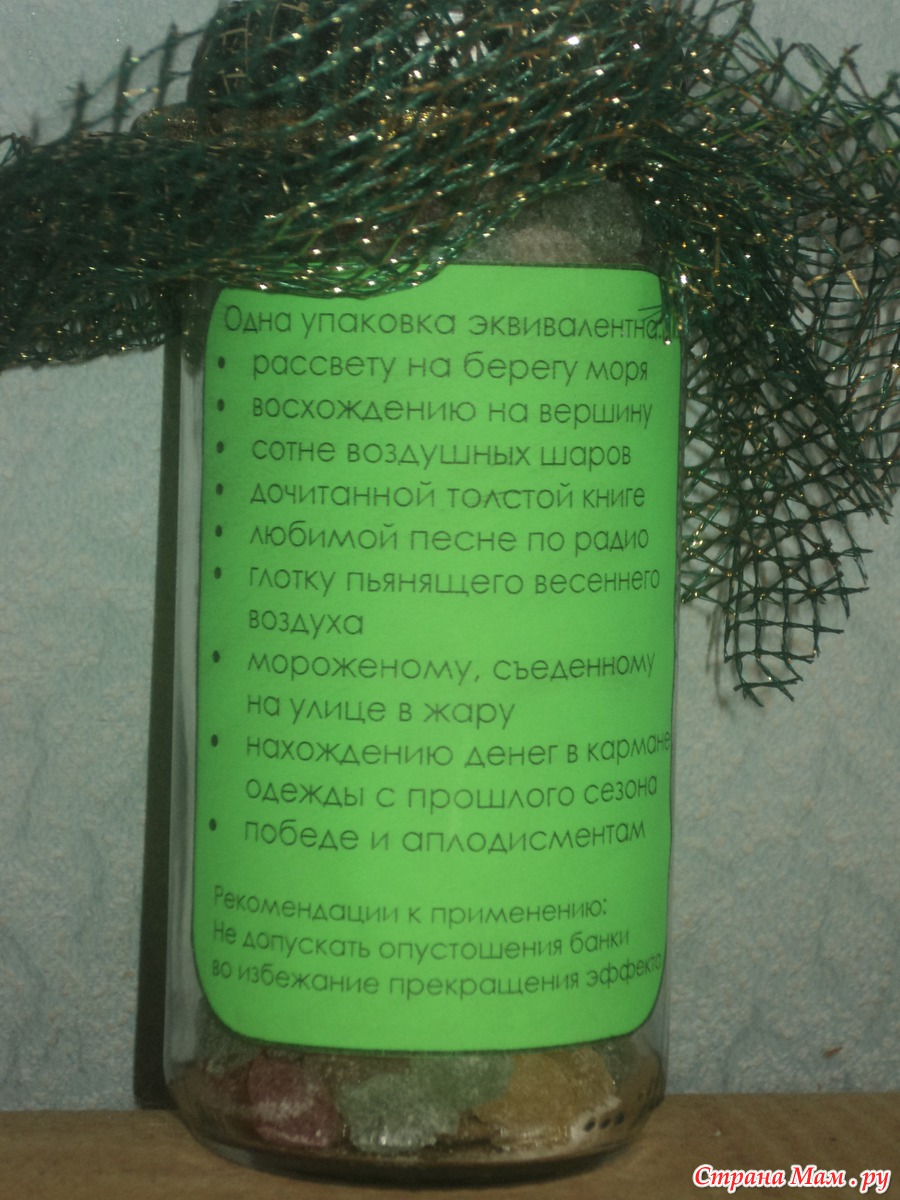 Одна упаковка эквивалентна:
• рассвету на берегу моря
• восхождению на вершину
• сотне воздушных шаров
• дочитанной толстой книге
• любимой песне по радио
• глотку пьянящего весеннего
воздуха
• мороженому, съеденному
на улице в жару
• нахождению денег в кармане
одежды с прошлого сезона
• победе и аплодисментам
Рекомендации к применению:
Не допускать опустошения банки
во избежание прекращения эффекта
Страна Мам.ру